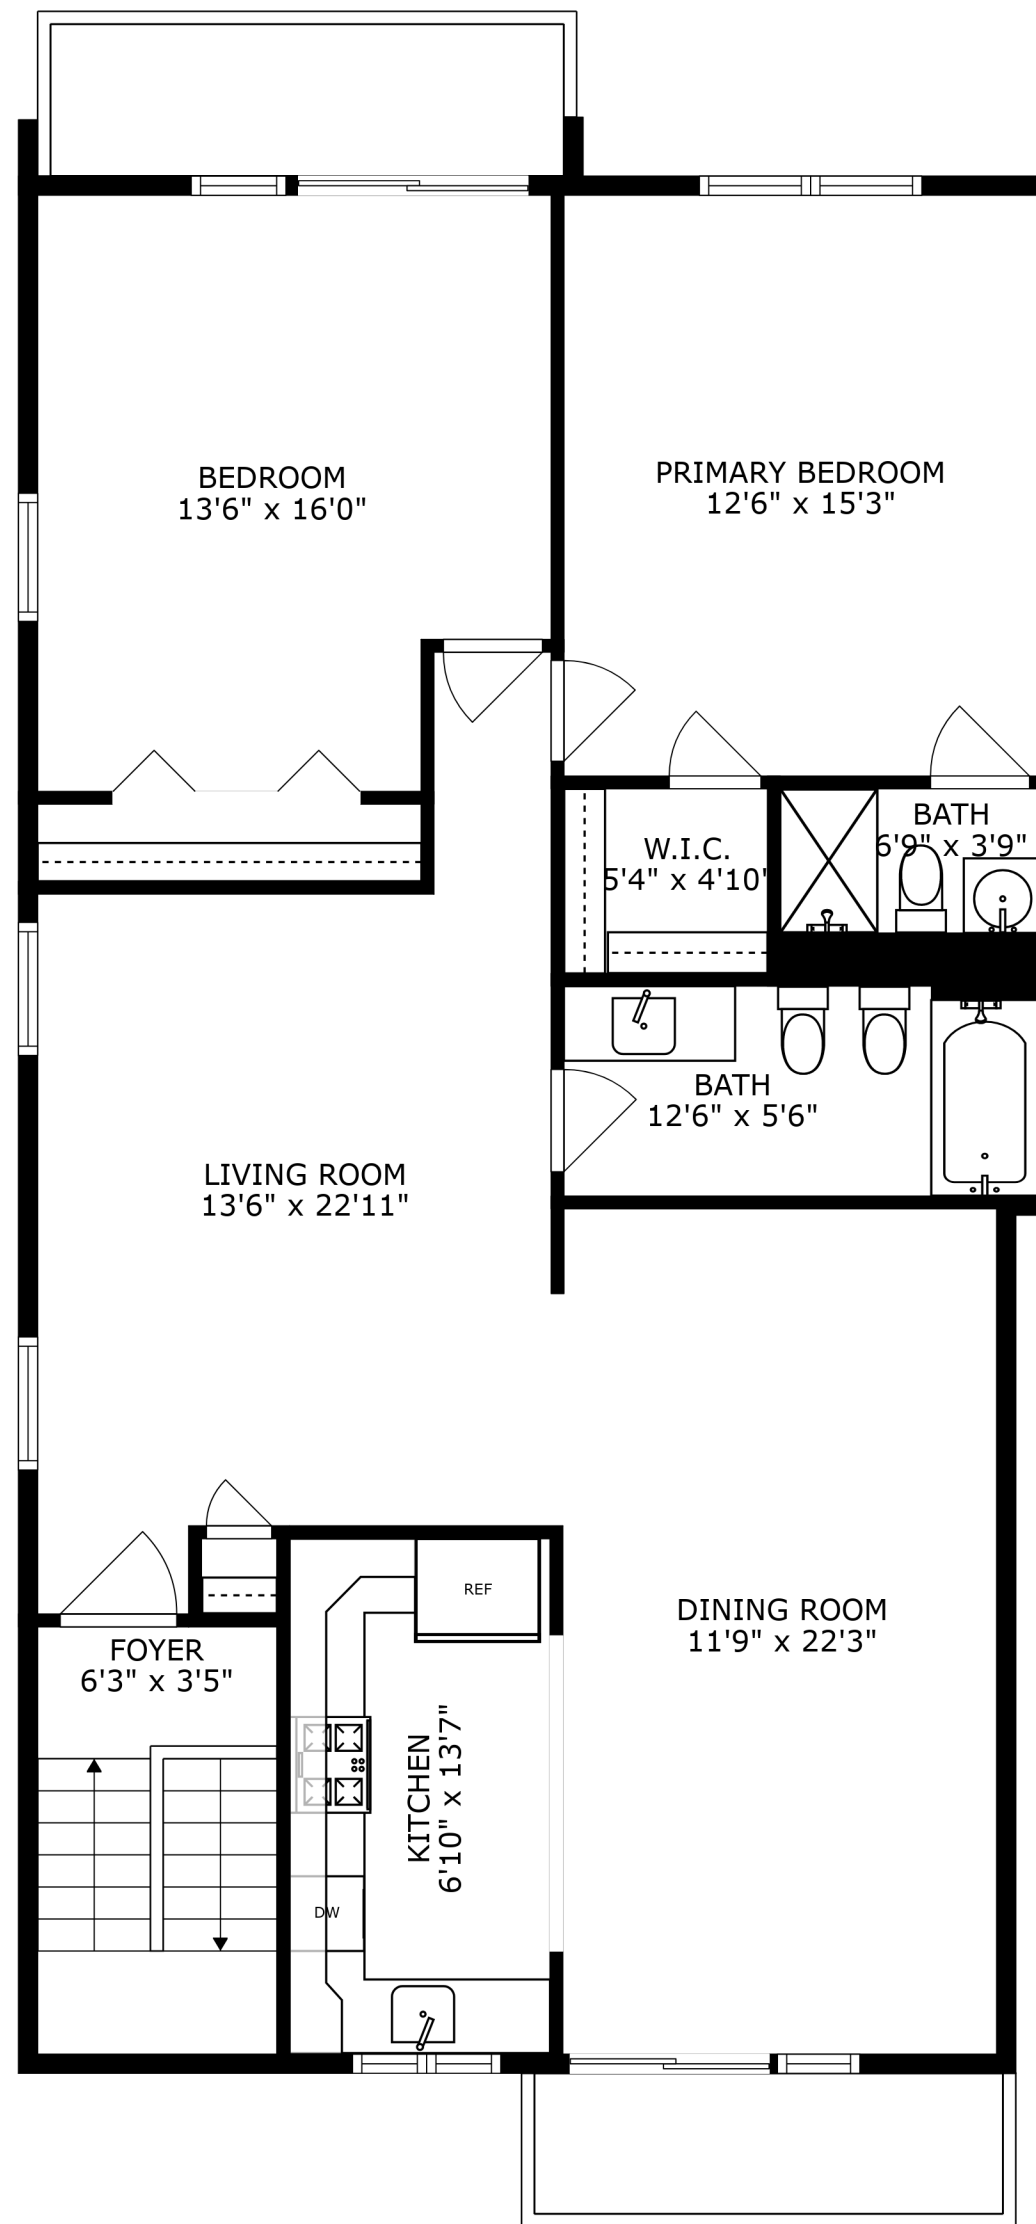 BEDROOM
13'6" x 16'0"
PRIMARY BEDROOM
12'6" x 15'3"
BATH
6'9" x 3'9"
W.I.C.
5'4" x 4'10"
BATH
12'6" x 5'6"
LIVING ROOM
13'6" x 22'11"
REF
DINING ROOM
11'9" x 22'3"
FOYER
6'3" x 3'5"
KITCHEN
6'10" x 13'7"
DW